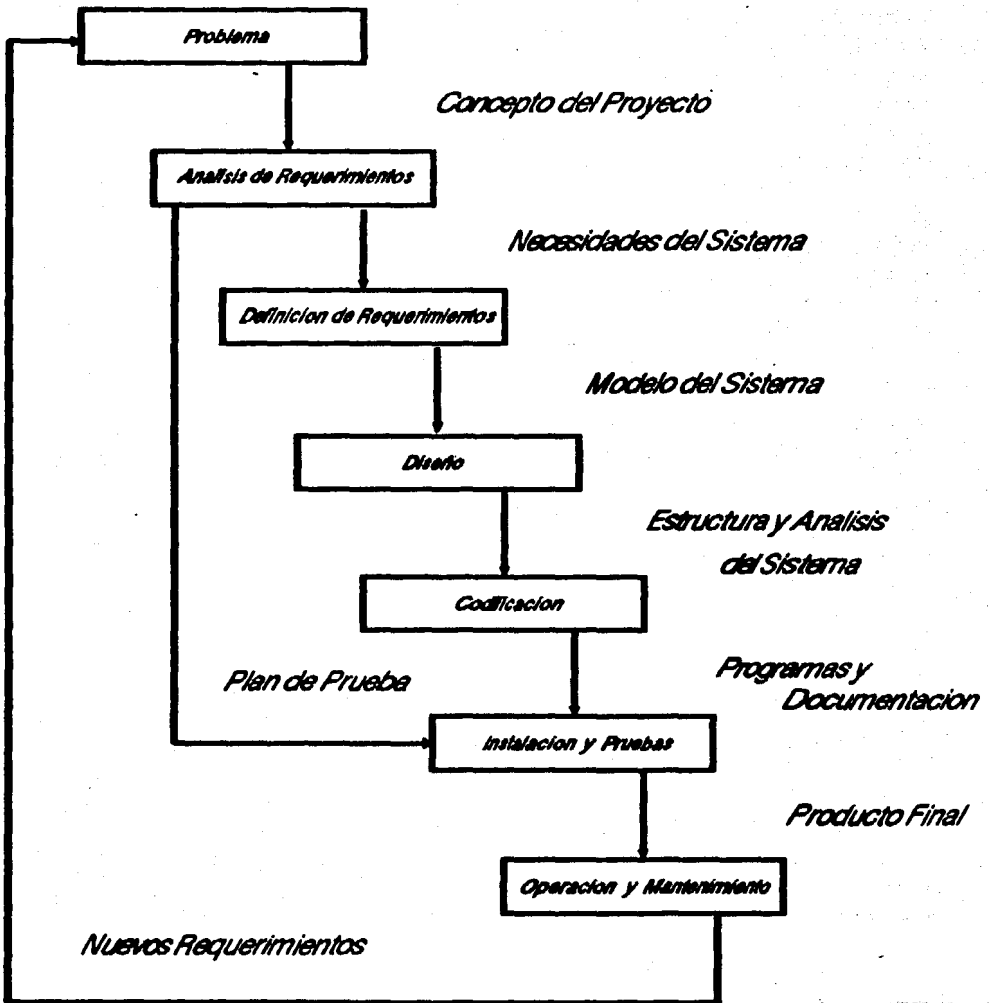 Problema
Concepto del Proyecto
Analisis de Requerimientos
Necesidades del Sistema
Definicion de Requerimientos
Modelo del Sistema
Diseño
Estructura y Analisis
del Sistema
Codificacion
Plan de Prueba
Programas y
Documentacion
Instalacion y Pruebas
Producto Final
Operacion y Mantenimiento
Nuevos Requerimientos